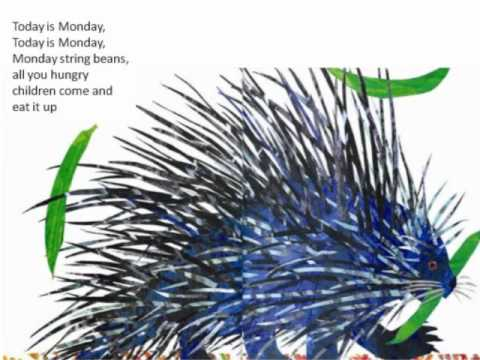 Today is Monday,
Today is Monday,
Monday string beans,
all you hungry
children come and
eat it up